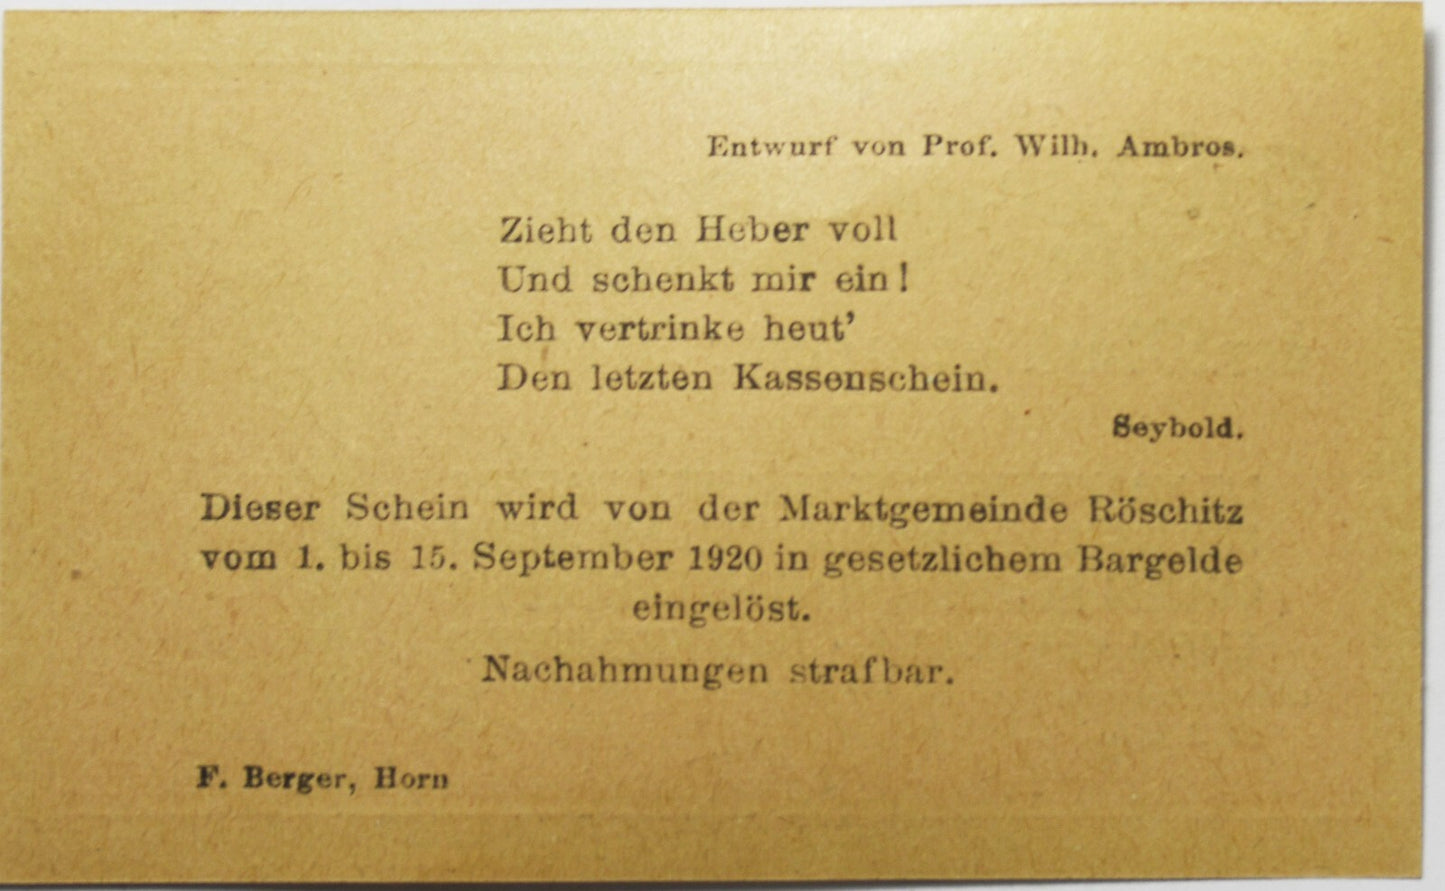 Entwurf von Prof. Wilh. Ambros.
Zieht den Heber voll
Und schenkt mir ein!
Ich vertrinke heut'
Den letzten Kassenschein.
Seybold.
Dieser Schein wird von der Marktgemeinde Röschitz
vom 1. bis 15. September 1920 in gesetzlichem Bargelde
eingelöst.
Nachahmungen strafbar.
F. Berger, Horn